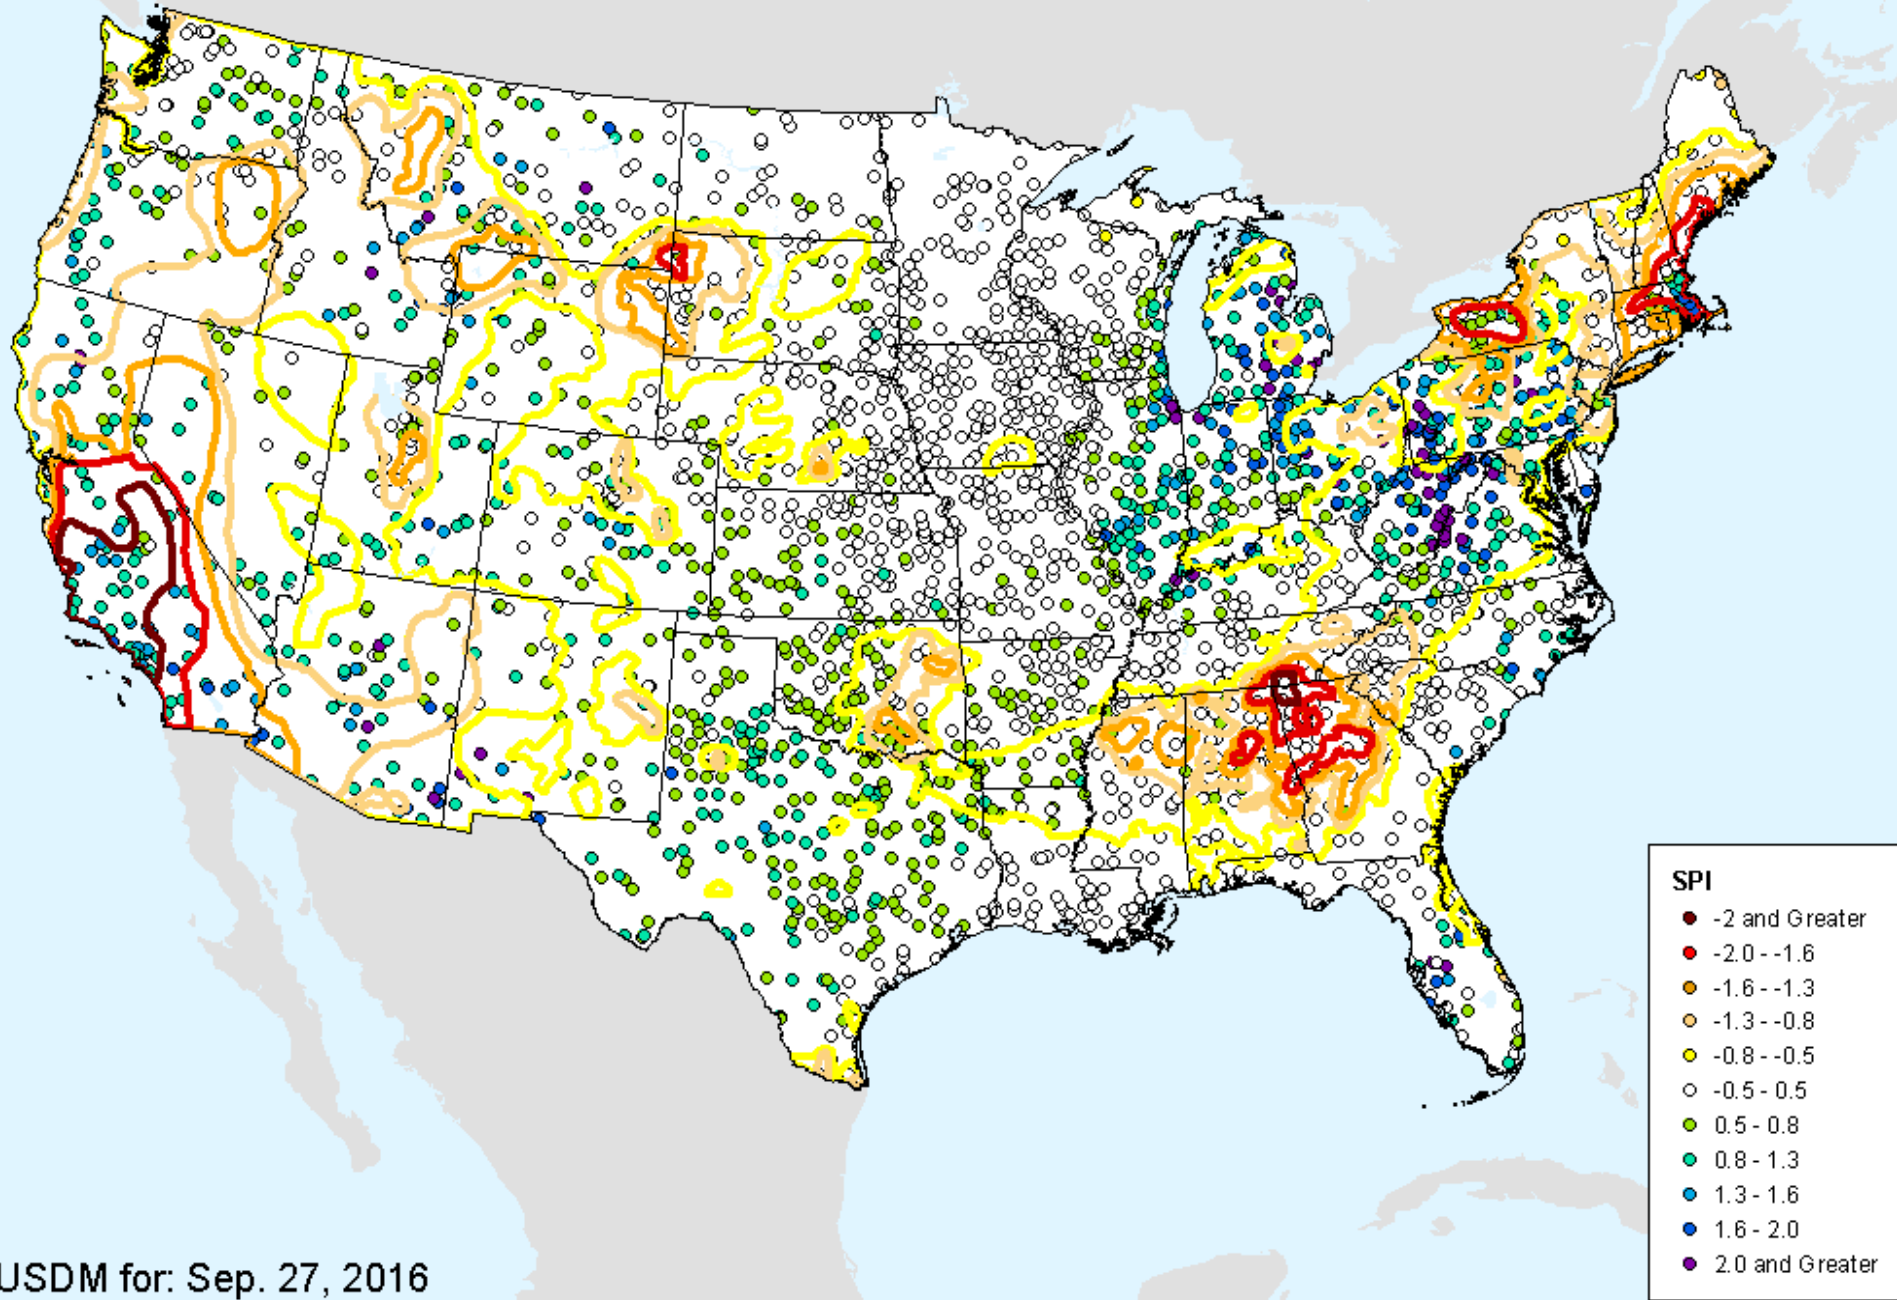 SPI
-2 and Greater
-2.0 - -1.6
-1.6 - -1.3
-1.3 - -0.8
-0.8 - -0.5
-0.5 - 0.5
0.5 - 0.8
0.8 - 1.3
1.3 - 1.6
1.6 - 2.0
2.0 and Greater
USDM for: Sep. 27, 2016